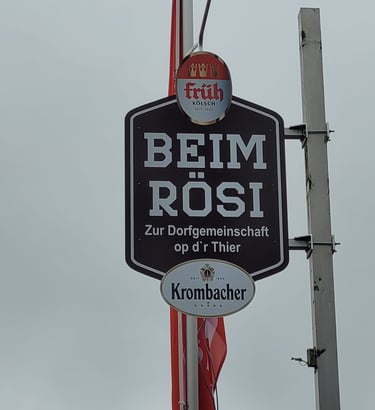 früh
KÖLSCH
BEIM
RÖSI
Zur Dorfgemeinschaft
op d`r Thier
Krombacher